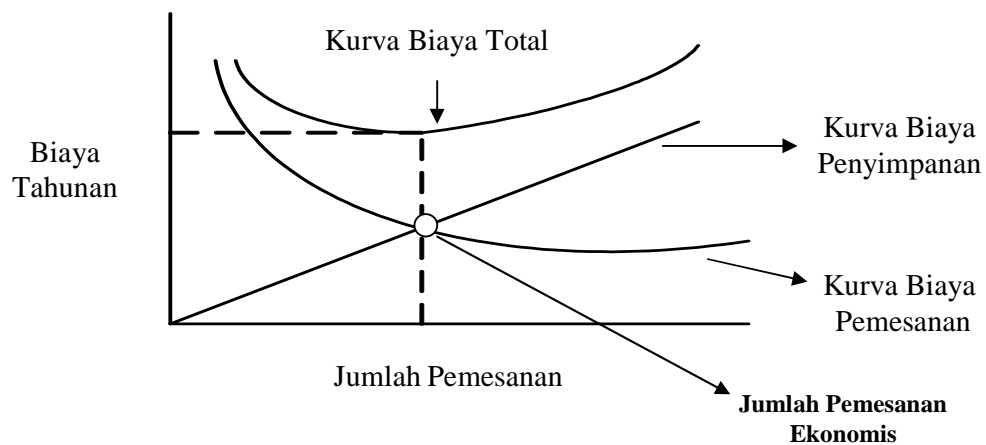 Kurva Biaya Total
Biaya
Tahunan
Kurva Biaya
Penyimpanan
Kurva Biaya
Pemesanan
Jumlah Pemesanan
Jumlah Pemesanan
Ekonomis